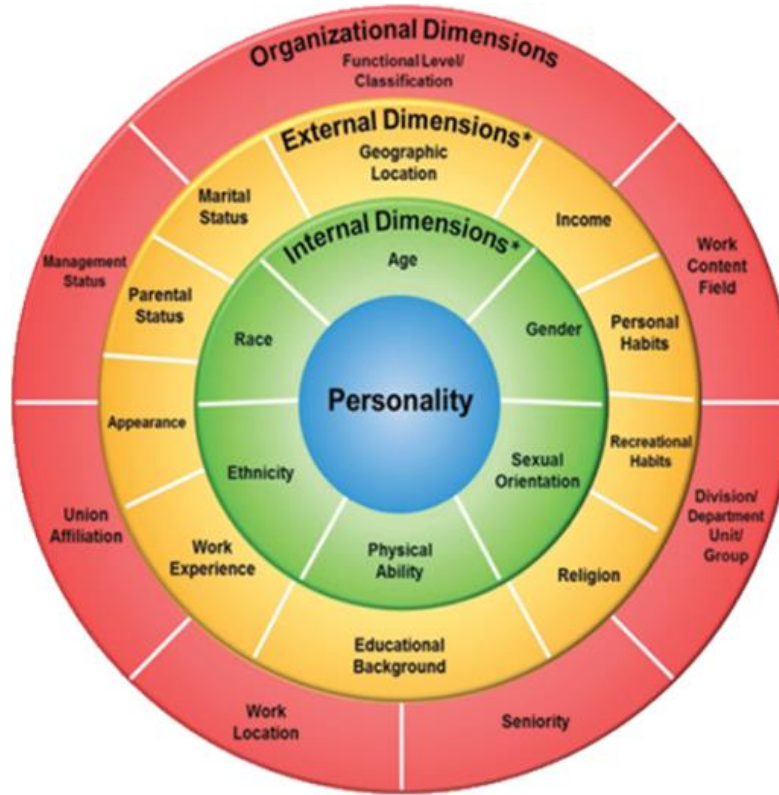 Organizational Dimensions
Functional Level/
Classification
External Dimensions*
Geographic
Location
Internal Dimensions*
Age
Personality
Marital
Status
Income
Management
Status
Work
Content
Field
Parental
Status
Personal
Habits
Race
Gender
Appearance
Recreational
Habits
Ethnicity
Sexual
Orientation
Union
Affiliation
Division/
Department
Unit/
Group
Work
Experience
Physical
Ability
Religion
Educational
Background
Work
Location
Seniority